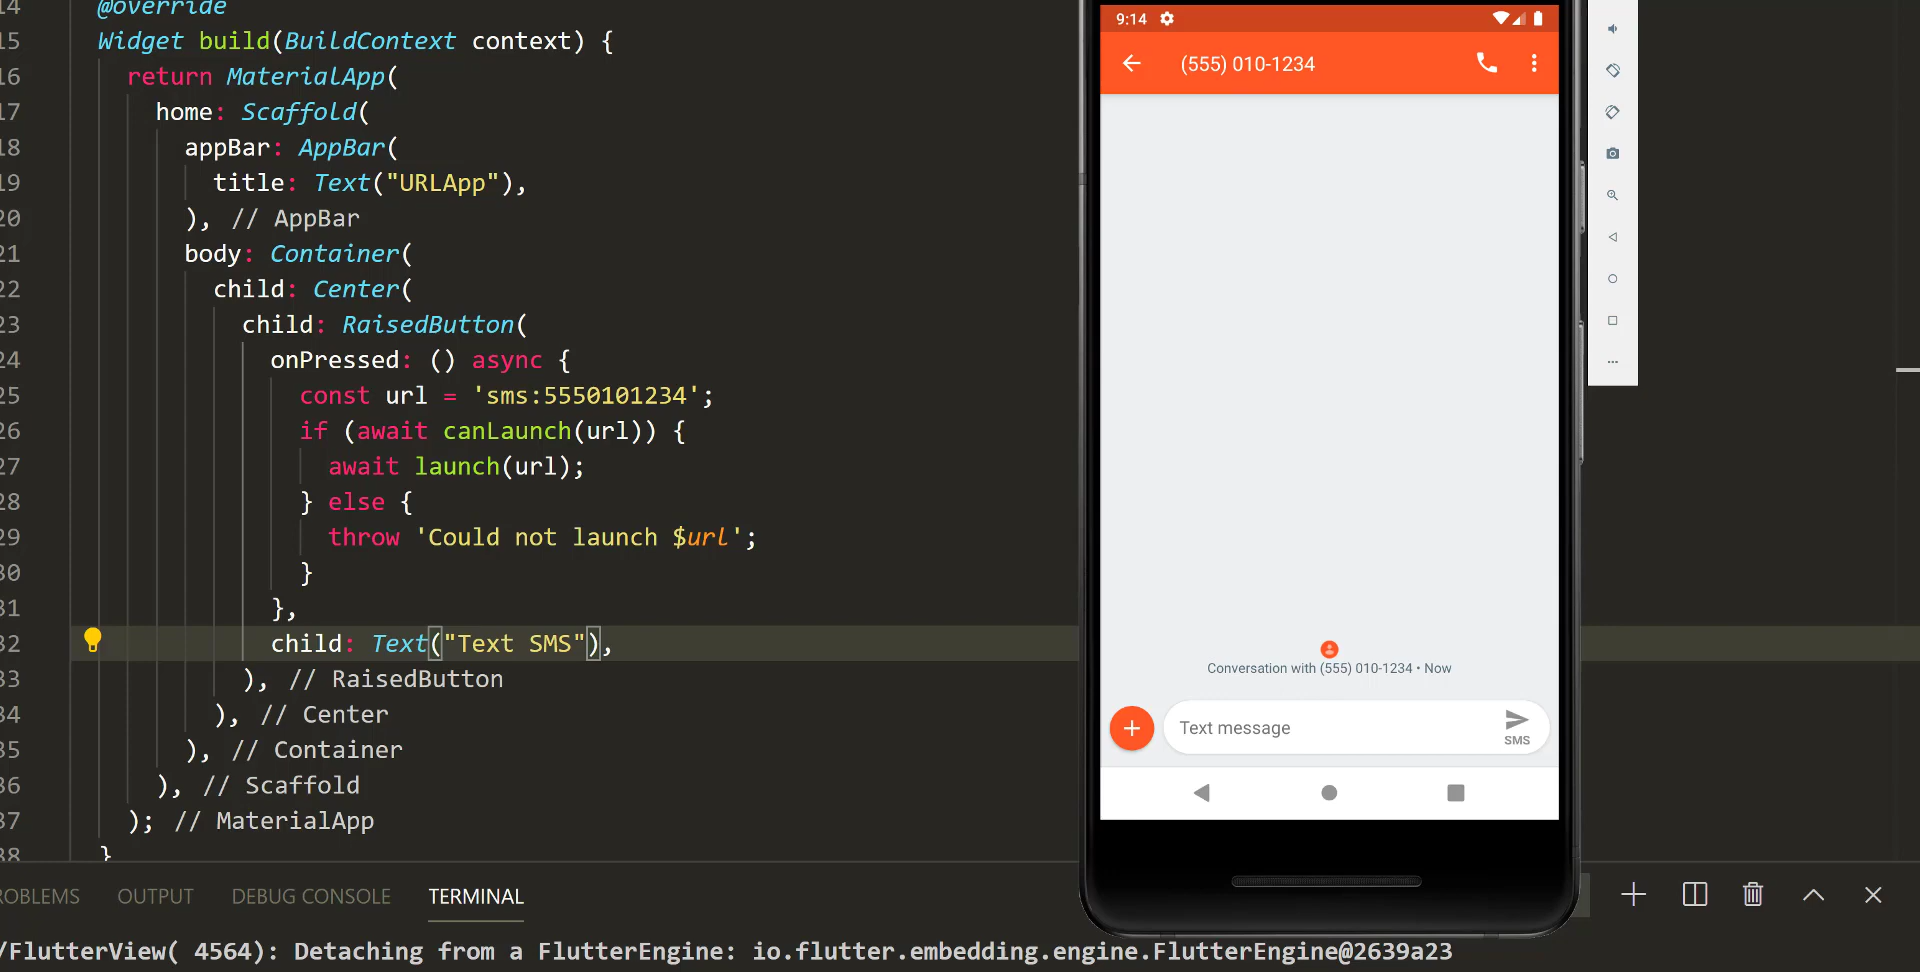 14 @override
15 Widget build(BuildContext context) {
16 return MaterialApp(
17 home: Scaffold(
18 appBar: AppBar(
19 title: Text("URLApp"),
20 ), // AppBar
21 body: Container(
22 child: Center(
23 child: RaisedButton(
24 onPressed: () async {
25 const url = 'sms:5550101234';
26 if (await canLaunch(url)) {
27 await launch(url);
28 } else {
29 throw 'Could not launch $url';
30 }
31 },
32 child: Text("Text SMS"),
33 ), // RaisedButton
34 ), // Center
35 ), // Container
36 ), // Scaffold
37 ); // MaterialApp
38 }
ROBLEMS OUTPUT DEBUG CONSOLE TERMINAL
/FlutterView( 4564): Detaching from a FlutterEngine: io.flutter.embedding.engine.FlutterEngine@2639a23
9:14
(555) 010-1234
Conversation with (555) 010-1234 • Now
Text message
SMS